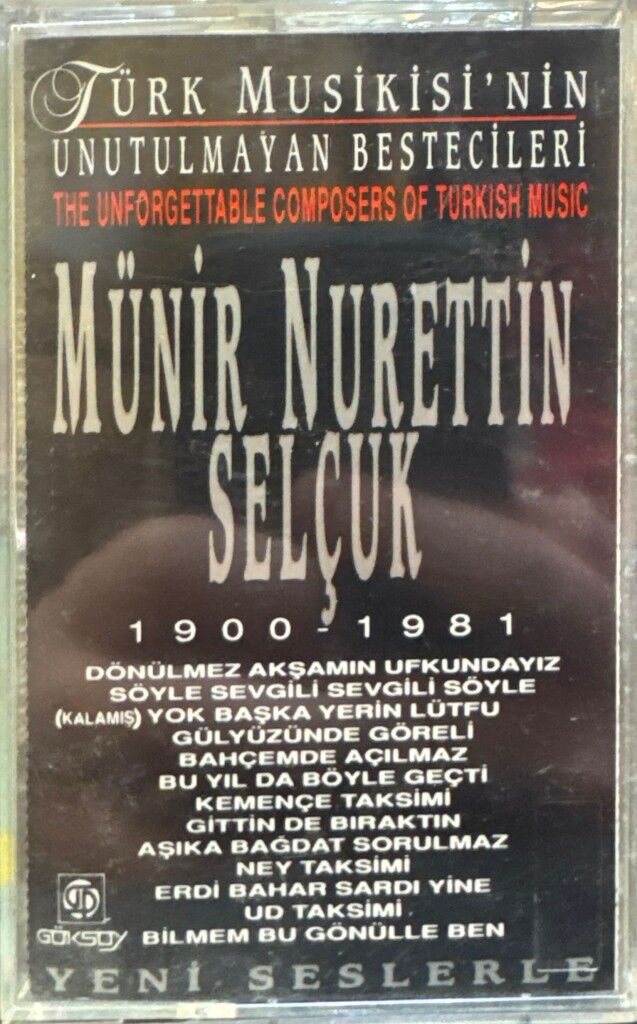 TÜRK MUSİKİSİ'NİN
UNUTULMAYAN BESTECİLERİ
THE UNFORGETTABLE COMPOSERS OF TURKISH MUSIC
MÜNİR NURETTİN
SELÇUK
1900-1981
DÖNÜLMEZ AKŞAMIN UFKUNDAYIZ
SÖYLE SEVGİLİ SEVGİLİ SÖYLE
(KALAMIŞ) YOK BAŞKA YERİN LÜTFU
GÜLYÜZÜNDE GÖRELİ
BAHÇEMDE AÇILMAZ
BU YIL DA BÖYLE GEÇTİ
KEMENÇE TAKSİMİ
GİTTİN DE BIRAKTIN
AŞIKA BAĞDAT SORULMAZ
NEY TAKSİMİ
ERDİ BAHAR SARDI YİNE
UD TAKSİMİ
BİLMEM BU GÖNÜLLE BEN
GÖKSOY
YENİ SESLERLE